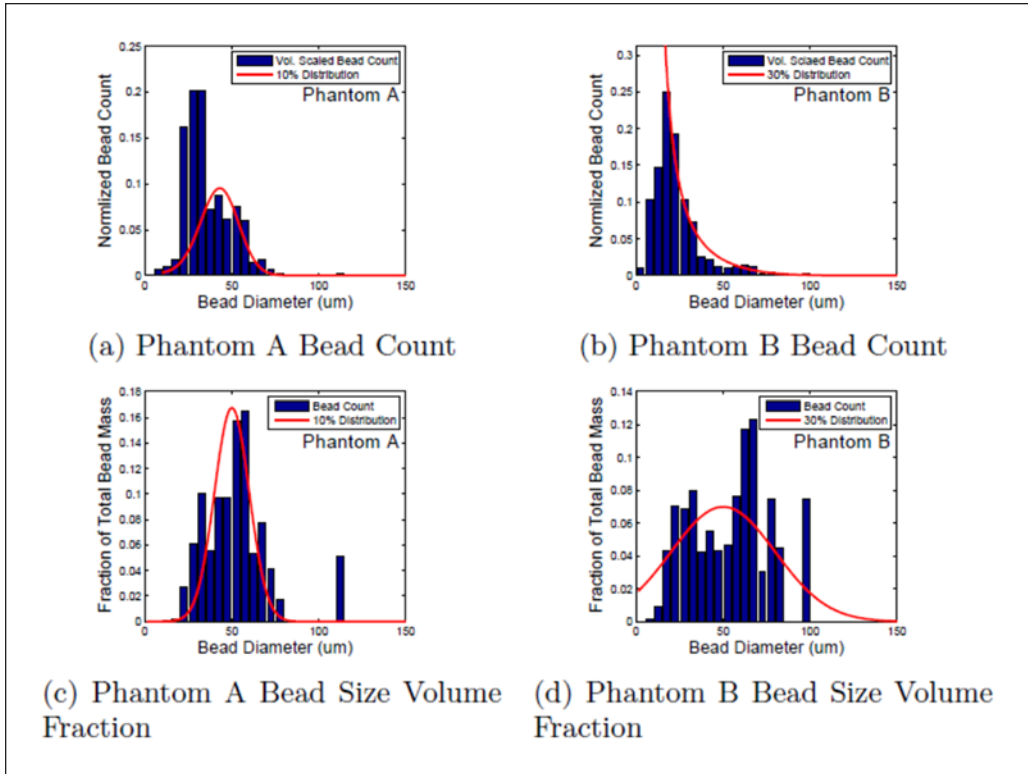 0.25
0.2
0.15
0.1
0.05
0
0
50
100
150
Normlized Bead Count
Bead Diameter (um)
Vol. Scaled Bead Count
10% Distribution
Phantom A
(a) Phantom A Bead Count
0.3
0.25
0.2
0.15
0.1
0.05
0
0
50
100
150
Normlized Bead Count
Bead Diameter (um)
Vol. Sclaed Bead Count
30% Distribution
Phantom B
(b) Phantom B Bead Count
0.18
0.16
0.14
0.12
0.1
0.08
0.06
0.04
0.02
0
0
50
100
150
Fraction of Total Bead Mass
Bead Diameter (um)
Bead Count
10% Distribution
Phantom A
(c) Phantom A Bead Size Volume
Fraction
0.14
0.12
0.1
0.08
0.06
0.04
0.02
0
0
50
100
150
Fraction of Total Bead Mass
Bead Diameter (um)
Bead Count
30% Distribution
Phantom B
(d) Phantom B Bead Size Volume
Fraction